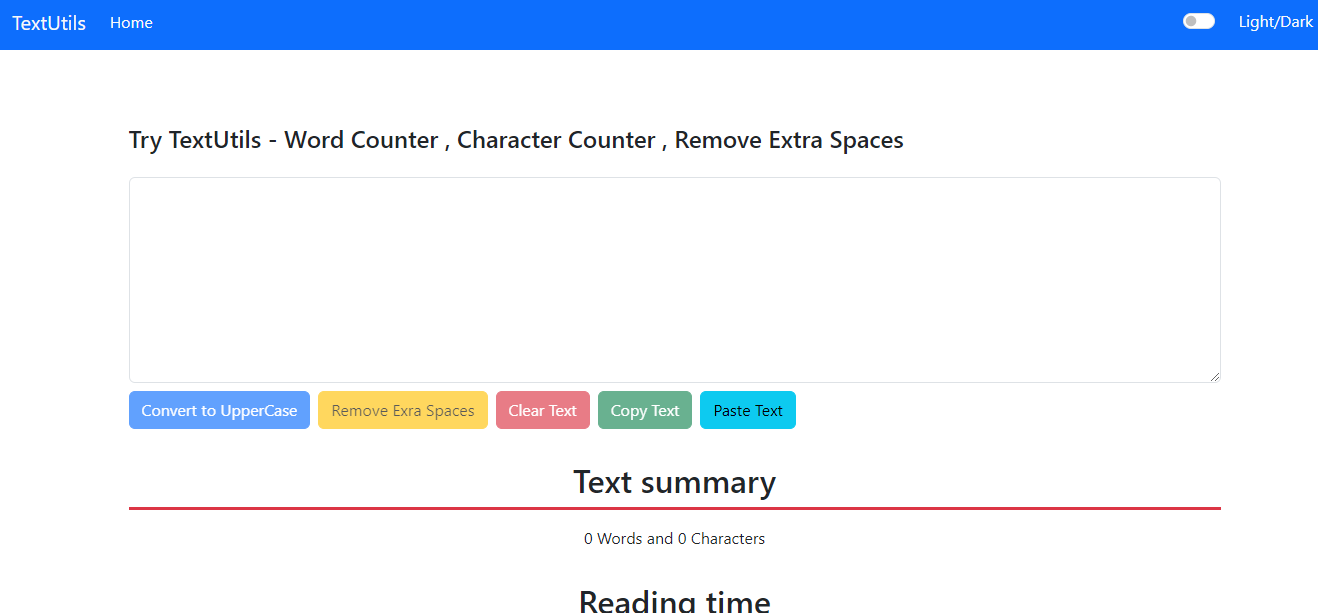 TextUtils Home Light/Dark
Try TextUtils - Word Counter , Character Counter , Remove Extra Spaces
Convert to UpperCase Remove Exra Spaces Clear Text Copy Text Paste Text
Text summary
0 Words and 0 Characters
Reading time